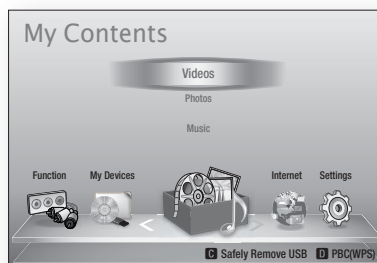 My Contents
Videos
Photos
Music
Function My Devices Internet Settings
C Safely Remove USB D PBC(WPS)